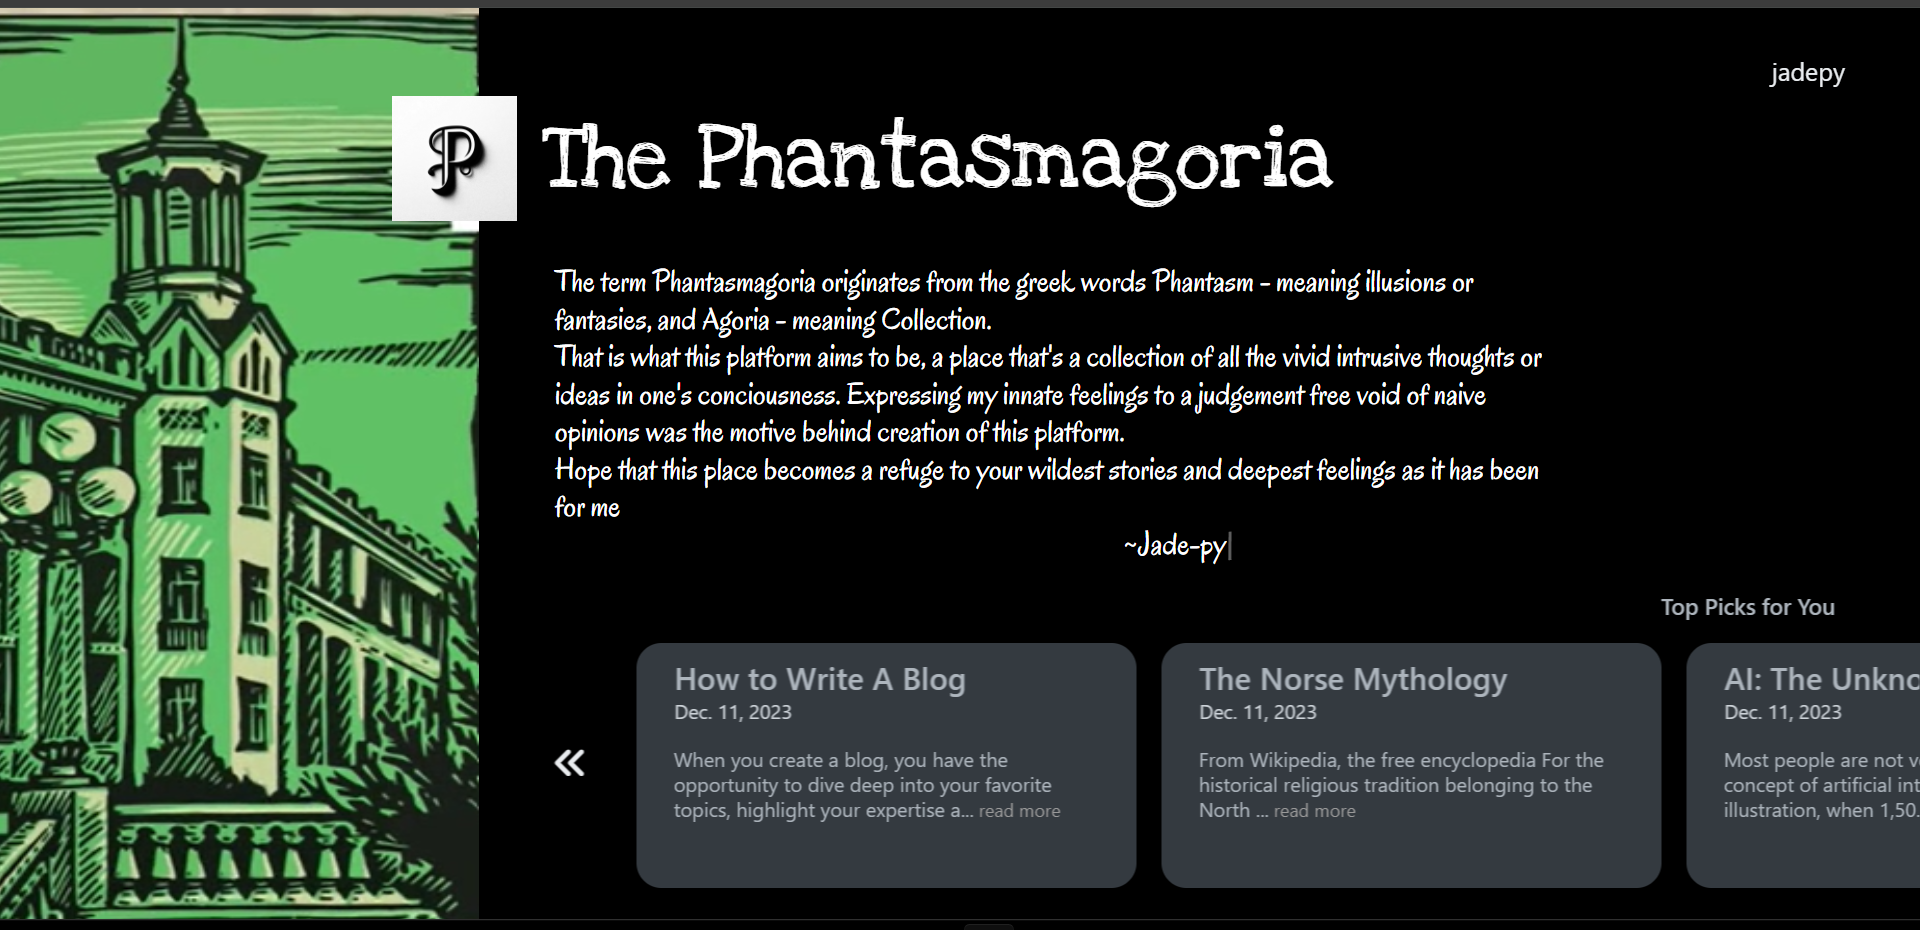 jadepy
P
The Phantasmagoria
The term Phantasmagoria originates from the greek words Phantasm - meaning illusions or
fantasies, and Agoria - meaning Collection.
That is what this platform aims to be, a place that's a collection of all the vivid intrusive thoughts or
ideas in one's conciousness. Expressing my innate feelings to a judgement free void of naive
opinions was the motive behind creation of this platform.
Hope that this place becomes a refuge to your wildest stories and deepest feelings as it has been
for me
~Jade-py
Top Picks for You
How to Write A Blog
Dec. 11, 2023
When you create a blog, you have the
opportunity to dive deep into your favorite
topics, highlight your expertise a... read more
The Norse Mythology
Dec. 11, 2023
From Wikipedia, the free encyclopedia For the
historical religious tradition belonging to the
North ... read more
AI: The
Dec. 11, 2023
Most people are not
concept of artificial
illustration, when 1,50